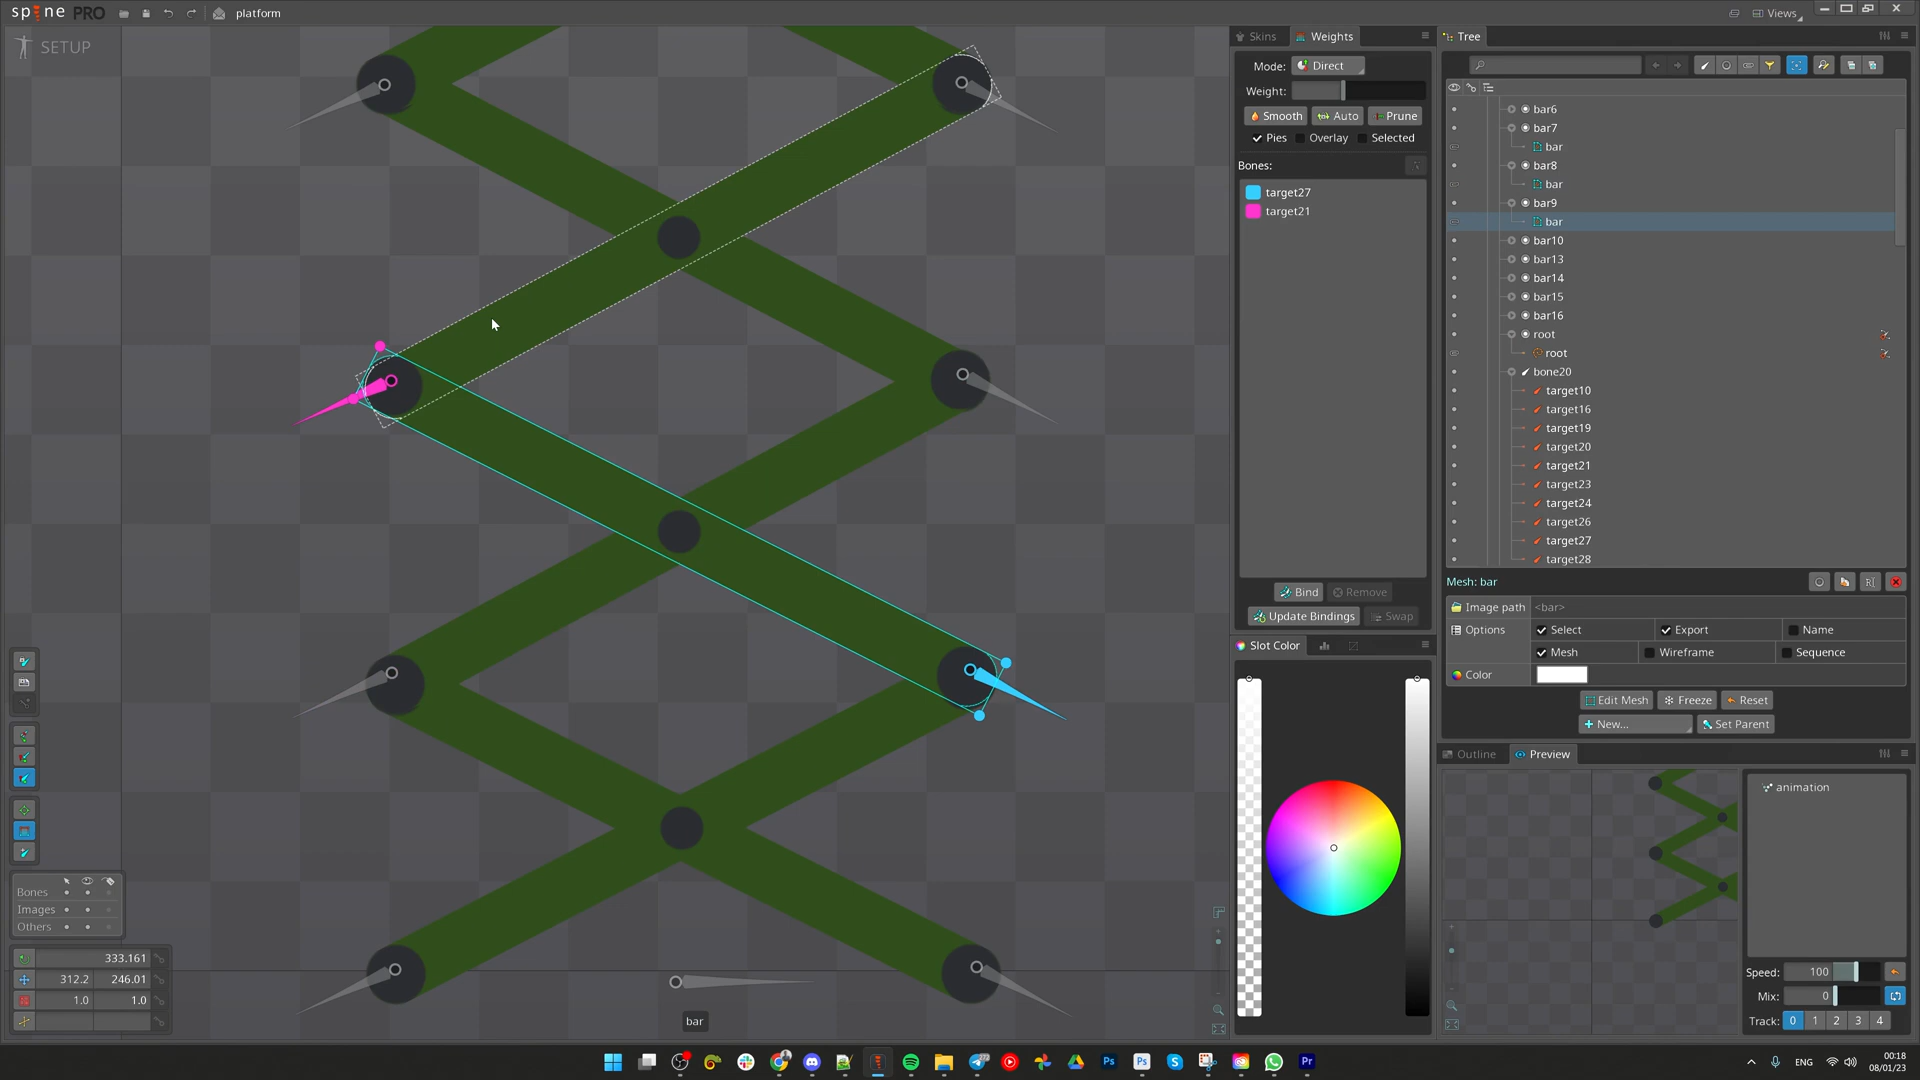 spine PRO
platform
Views
SETUP
Skins
Weights
Tree
Mode:
Direct
Weight:
Smooth
Auto
Prune
Pies
Overlay
Selected
Bones:
target27
target21
Bind
Remove
Update Bindings
Swap
bar6
bar7
bar
bar8
bar
bar9
bar
bar10
bar13
bar14
bar15
bar16
root
root
bone20
target10
target16
target19
target20
target21
target23
target24
target26
target27
target28
Mesh: bar
Image path
<bar>
Options
Select
Export
Name
Mesh
Wireframe
Sequence
Color
Edit Mesh
Freeze
Reset
New...
Set Parent
Slot Color
Outline
Preview
animation
Speed:
100
Mix:
0
Track:
0 1 2 3 4
Bones
Images
Others
333.161
312.2 246.01
1.0 1.0
bar
ENG
00:18
08/01/23